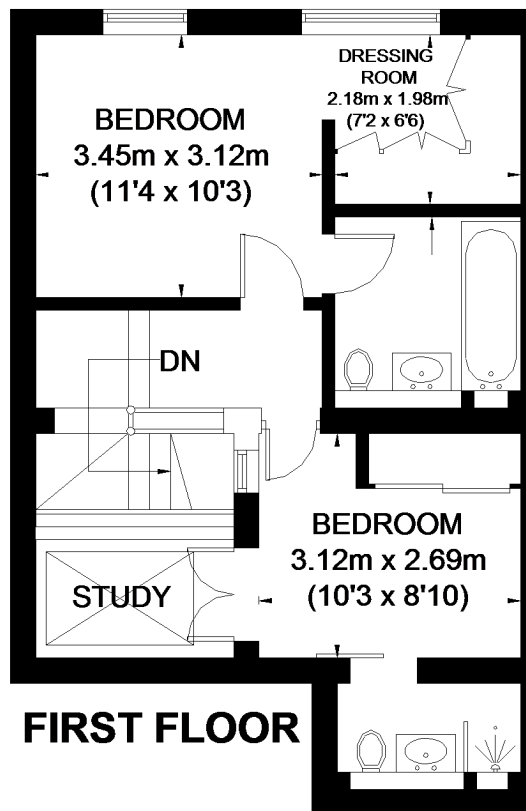 DRESSING
ROOM
2.18m x 1.98m
(7'2 x 6'6)
BEDROOM
3.45m x 3.12m
(11'4 x 10'3)
DN
BEDROOM
3.12m x 2.69m
(10'3 x 8'10)
STUDY
FIRST FLOOR